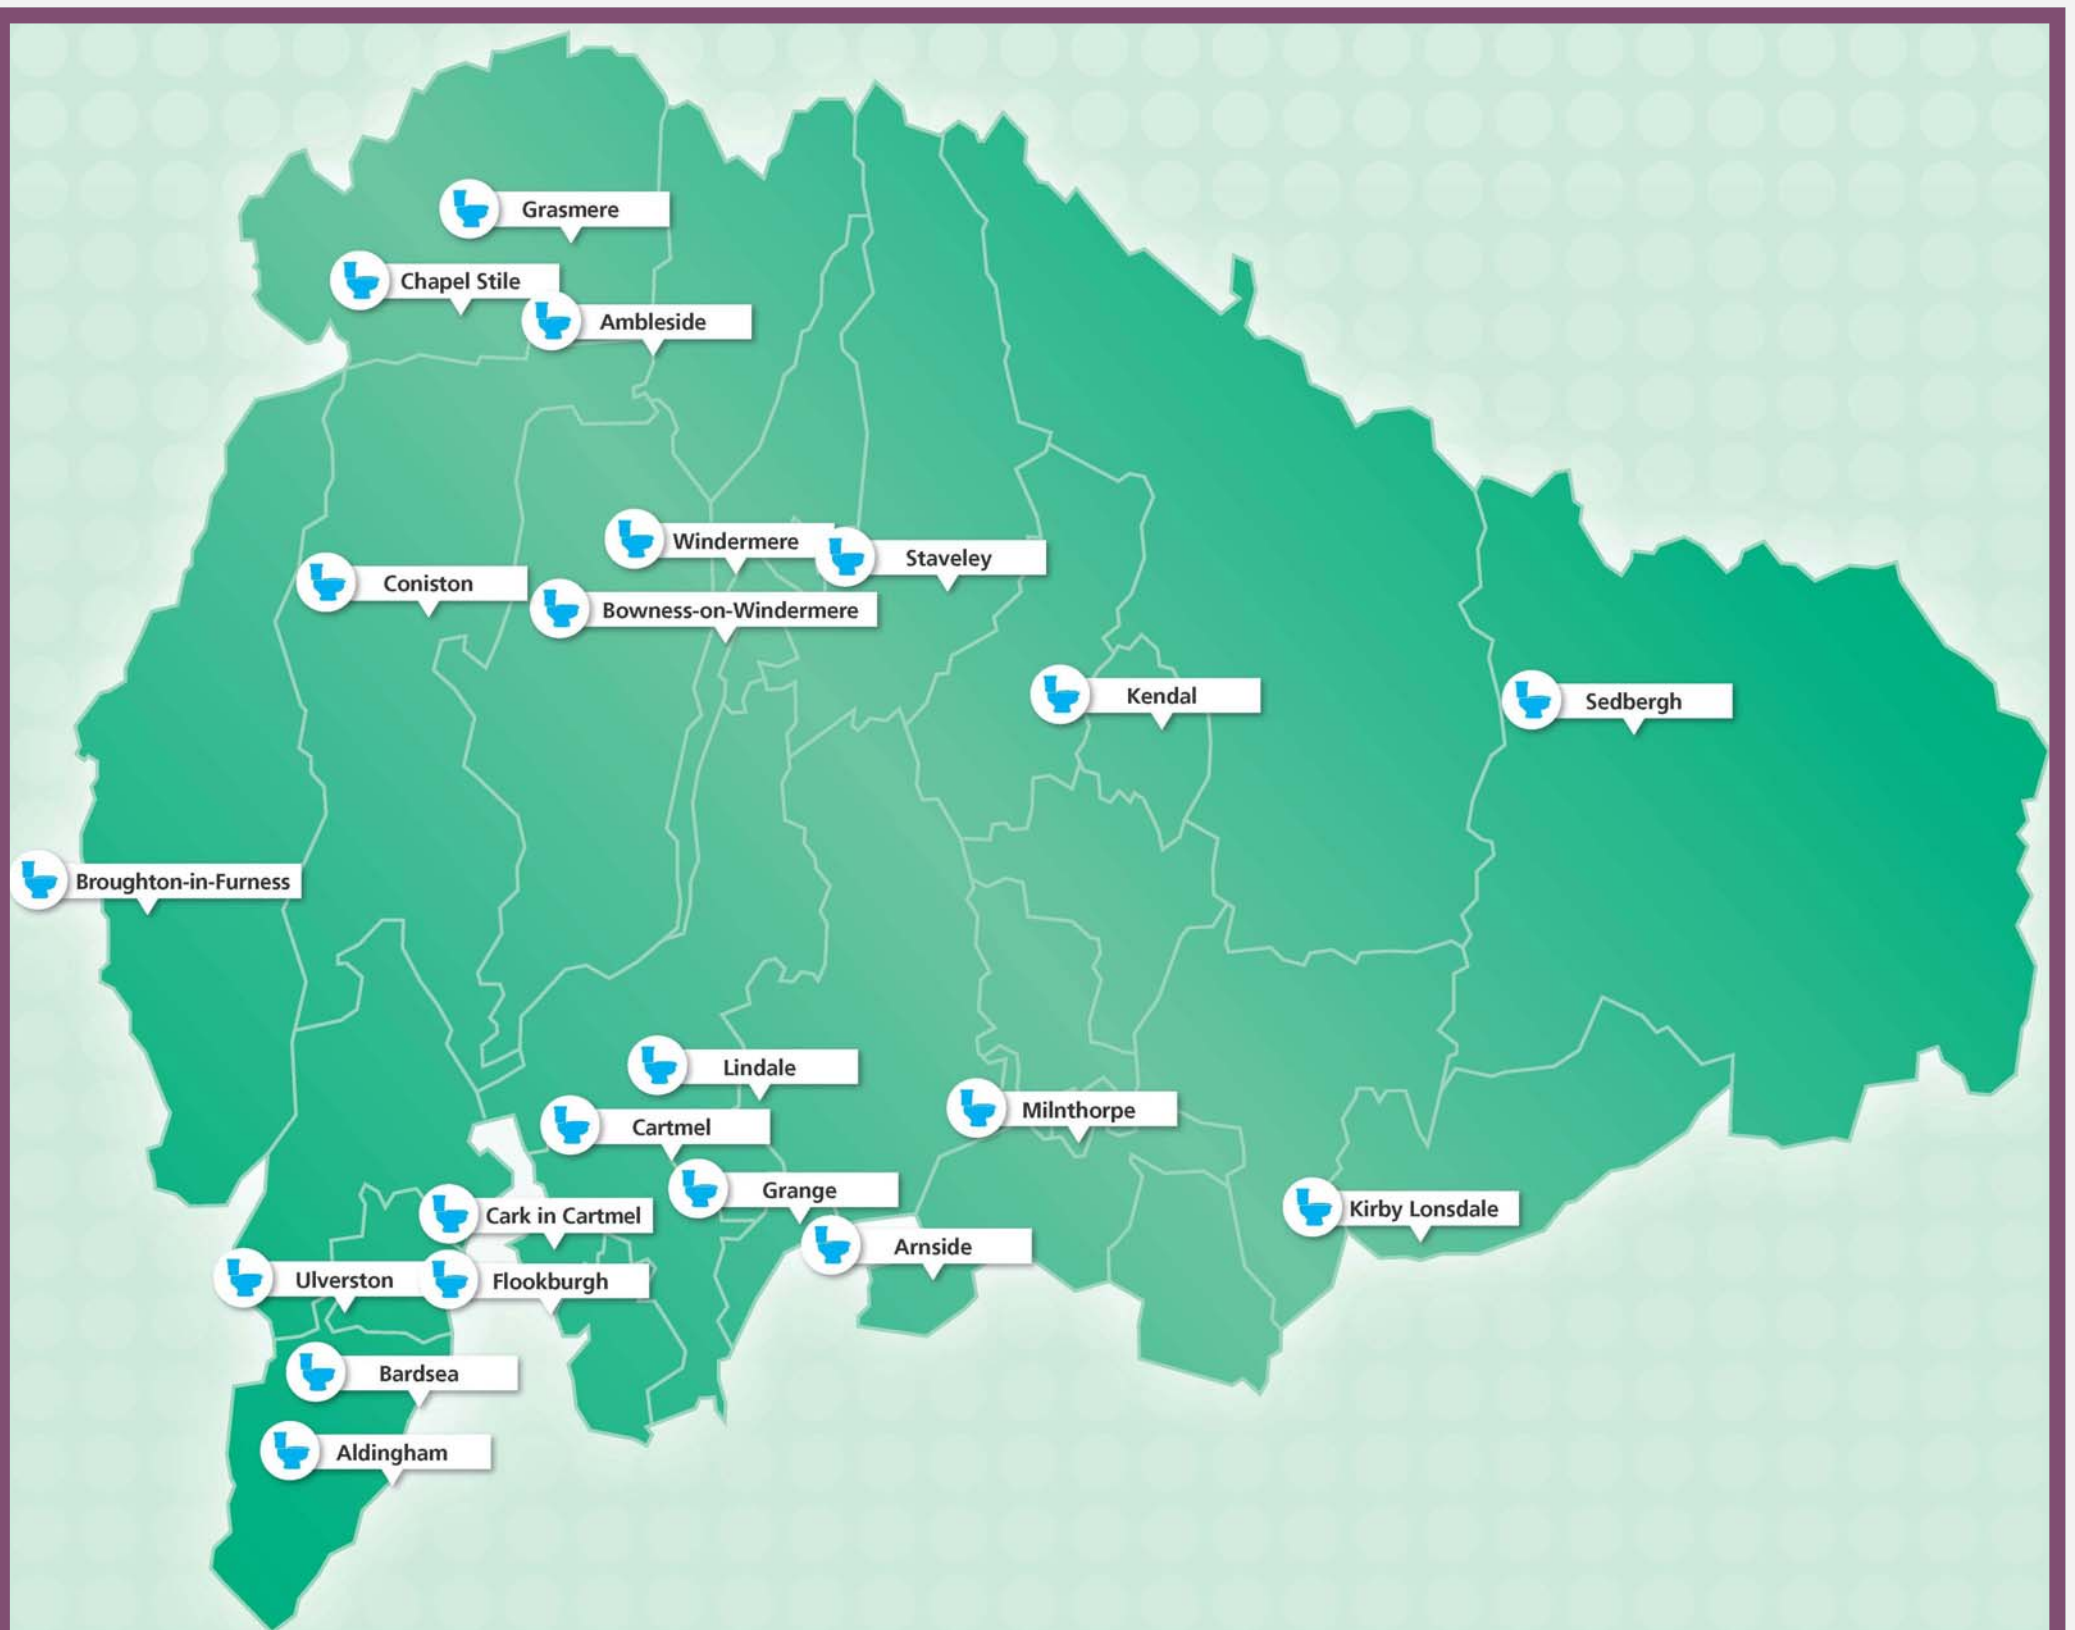 Grasmere
Chapel Stile
Ambleside
Windermere
Staveley
Coniston
Bowness-on-Windermere
Kendal
Sedbergh
Broughton-in-Furness
Lindale
Milnthorpe
Cartmel
Grange
Kirby Lonsdale
Cark in Cartmel
Arnside
Ulverston
Flookburgh
Bardsea
Aldingham